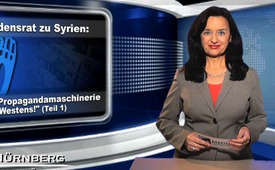 densrat zu Syrien:
Propagandamaschinerie
Westens!" (Teil 1)
NÜRNBERG